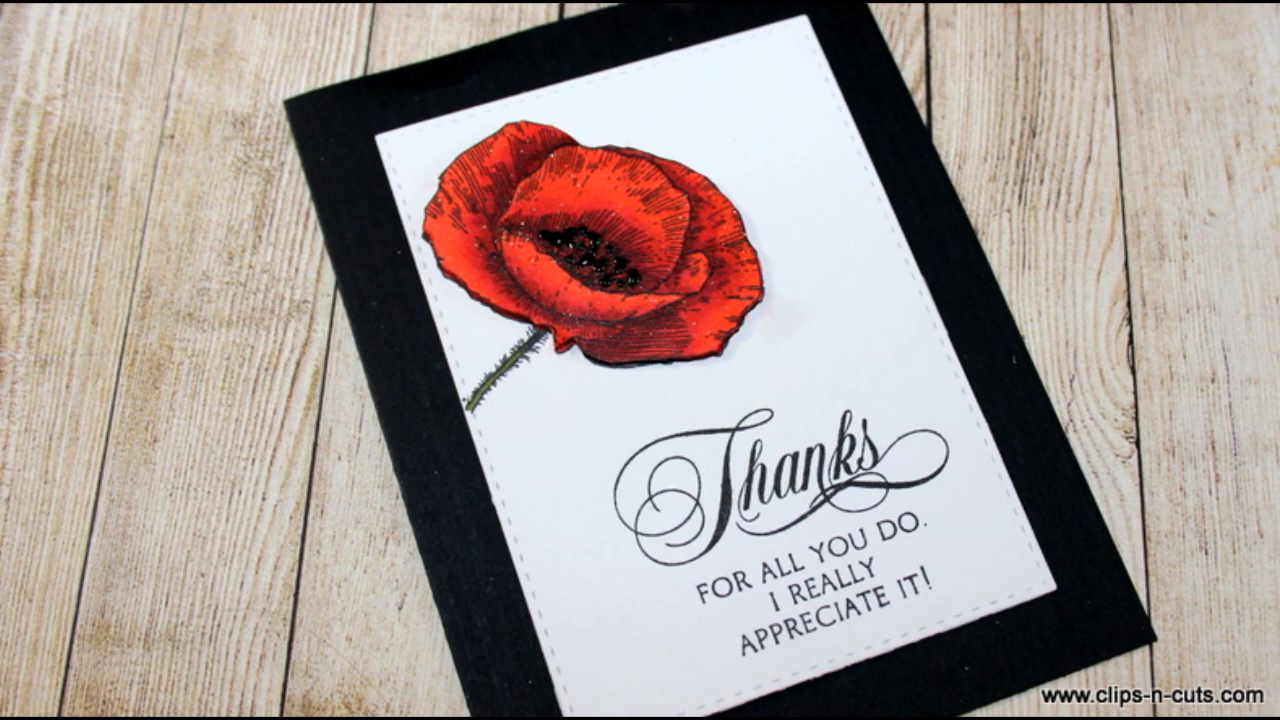 Thanks
FOR ALL YOU DO.
I REALLY
APPRECIATE IT!
www.clips-n-cuts.com